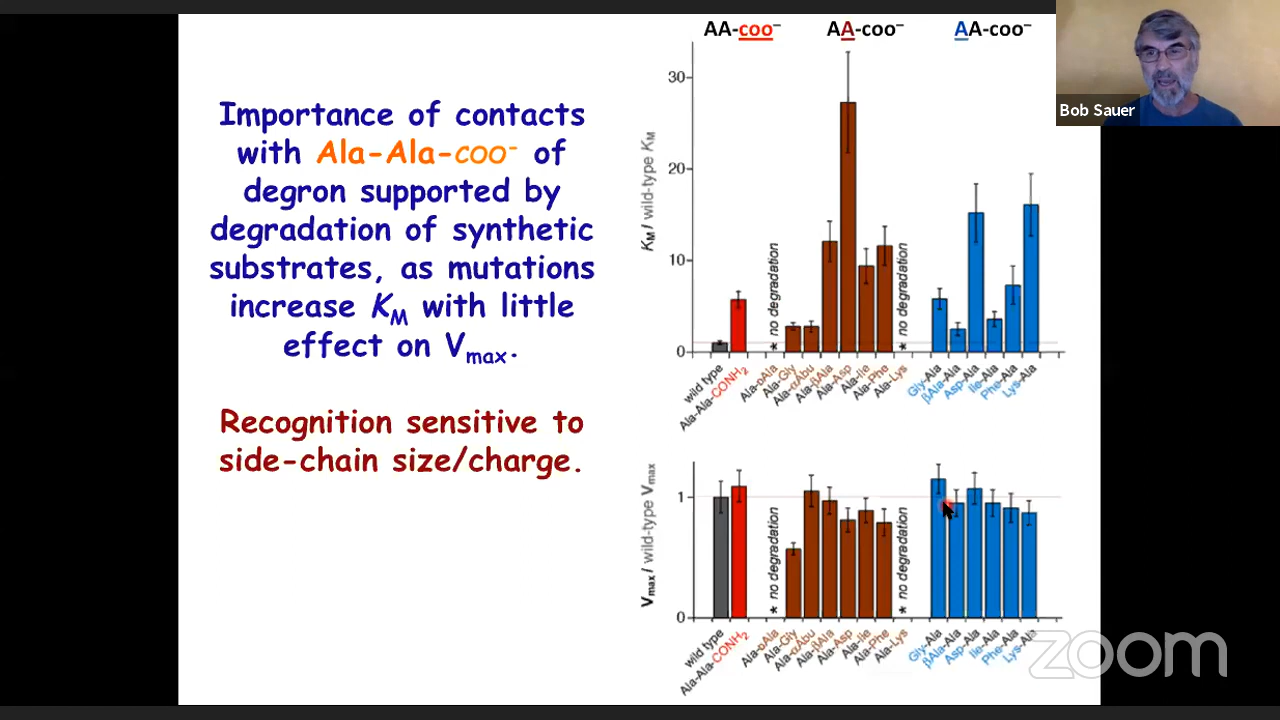 AA-coo⁻
AA-coo⁻
AA-coo⁻
Bob Sauer
Importance of contacts
with Ala-Ala-coo⁻ of
degron supported by
degradation of synthetic
substrates, as mutations
increase KM with little
effect on Vmax.
Recognition sensitive to
side-chain size/charge.
KM / wild-type KM
30
20
10
0
* no degradation
* no degradation
wild type
Ala-Ala-CONH2
Ala-DAla
Ala-Gly
Ala-αAbu
Ala-βAla
Ala-Asp
Ala-Ile
Ala-Phe
Ala-Lys
Gly-Ala
βAla-Ala
Asp-Ala
Ile-Ala
Phe-Ala
Lys-Ala
Vmax / wild-type Vmax
1
0
* no degradation
* no degradation
wild type
Ala-Ala-CONH2
Ala-DAla
Ala-Gly
Ala-αAbu
Ala-βAla
Ala-Asp
Ala-Ile
Ala-Phe
Ala-Lys
Gly-Ala
βAla-Ala
Asp-Ala
Ile-Ala
Phe-Ala
Lys-Ala
zoom